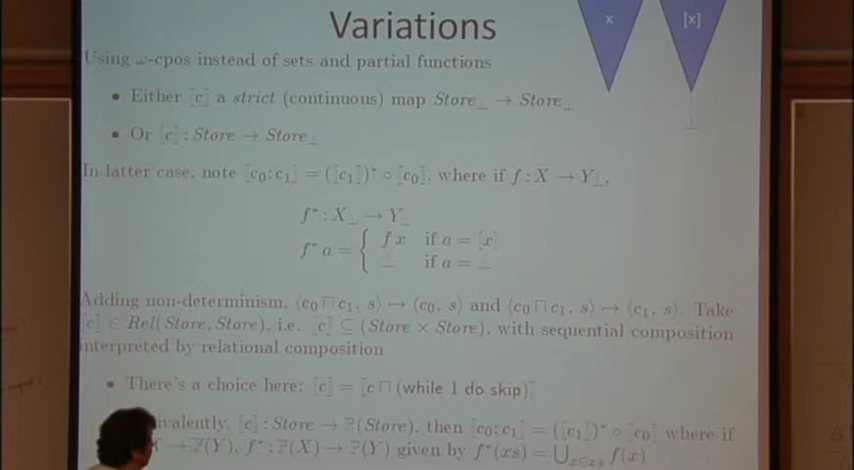 Variations
x
[x]
Using ω-cpos instead of sets and partial functions
⊥
• Either ⟦c⟧ a strict (continuous) map Store⊥ → Store⊥
• Or ⟦c⟧ : Store → Store⊥
In latter case, note ⟦c₀; c₁⟧ = (⟦c₁⟧)* ∘ ⟦c₀⟧, where if f : X → Y⊥,
f* : X⊥ → Y⊥
f* a = { f x if a = [x]
⊥ if a = ⊥
Adding non-determinism. ⟨c₀ ⊓ c₁, s⟩ ↦ ⟨c₀, s⟩ and ⟨c₀ ⊓ c₁, s⟩ ↦ ⟨c₁, s⟩. Take
⟦c⟧ ∈ Rel(Store, Store), i.e. ⟦c⟧ ⊆ (Store × Store), with sequential composition
interpreted by relational composition
• There's a choice here: ⟦c⟧ = ⟦c ⊓ (while 1 do skip)⟧
⟦c⟧ : Store → ℙ(Store), then ⟦c₀; c₁⟧ = (⟦c₁⟧)* ∘ ⟦c₀⟧ where if
→ ℙ(Y), f* : ℙ(X) → ℙ(Y) given by f*(xs) = ⋃x∈xs f(x)